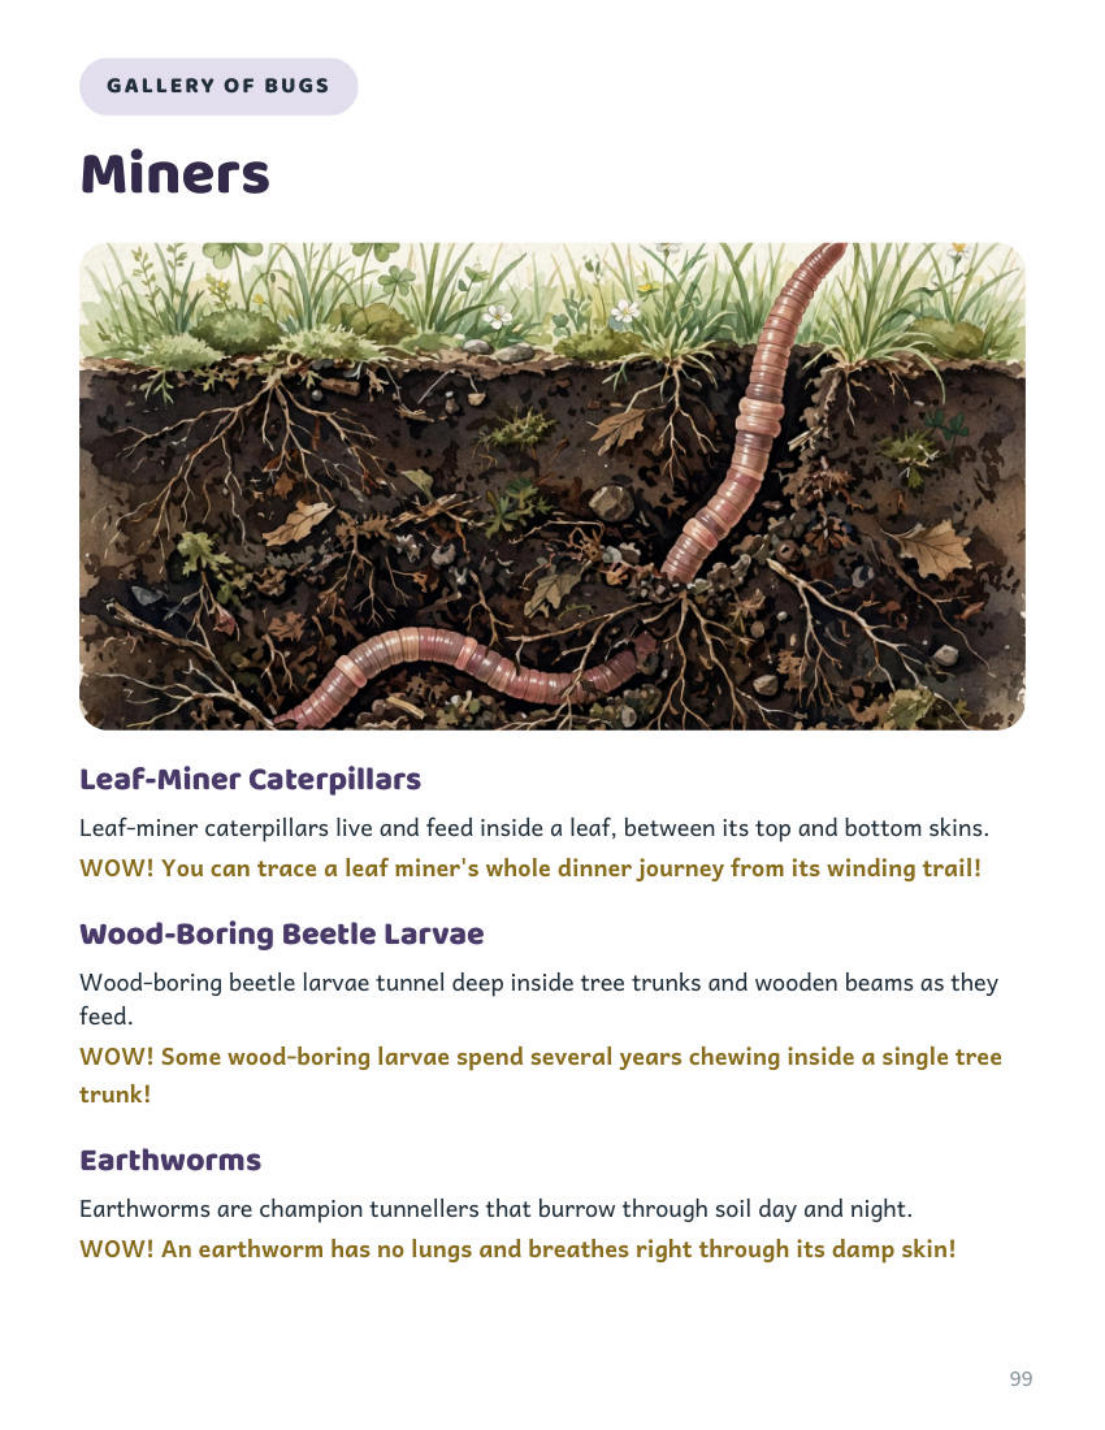 GALLERY OF BUGS
Miners
Leaf-Miner Caterpillars
Leaf-miner caterpillars live and feed inside a leaf, between its top and bottom skins.
WOW! You can trace a leaf miner's whole dinner journey from its winding trail!
Wood-Boring Beetle Larvae
Wood-boring beetle larvae tunnel deep inside tree trunks and wooden beams as they
feed.
WOW! Some wood-boring larvae spend several years chewing inside a single tree
trunk!
Earthworms
Earthworms are champion tunnellers that burrow through soil day and night.
WOW! An earthworm has no lungs and breathes right through its damp skin!
99